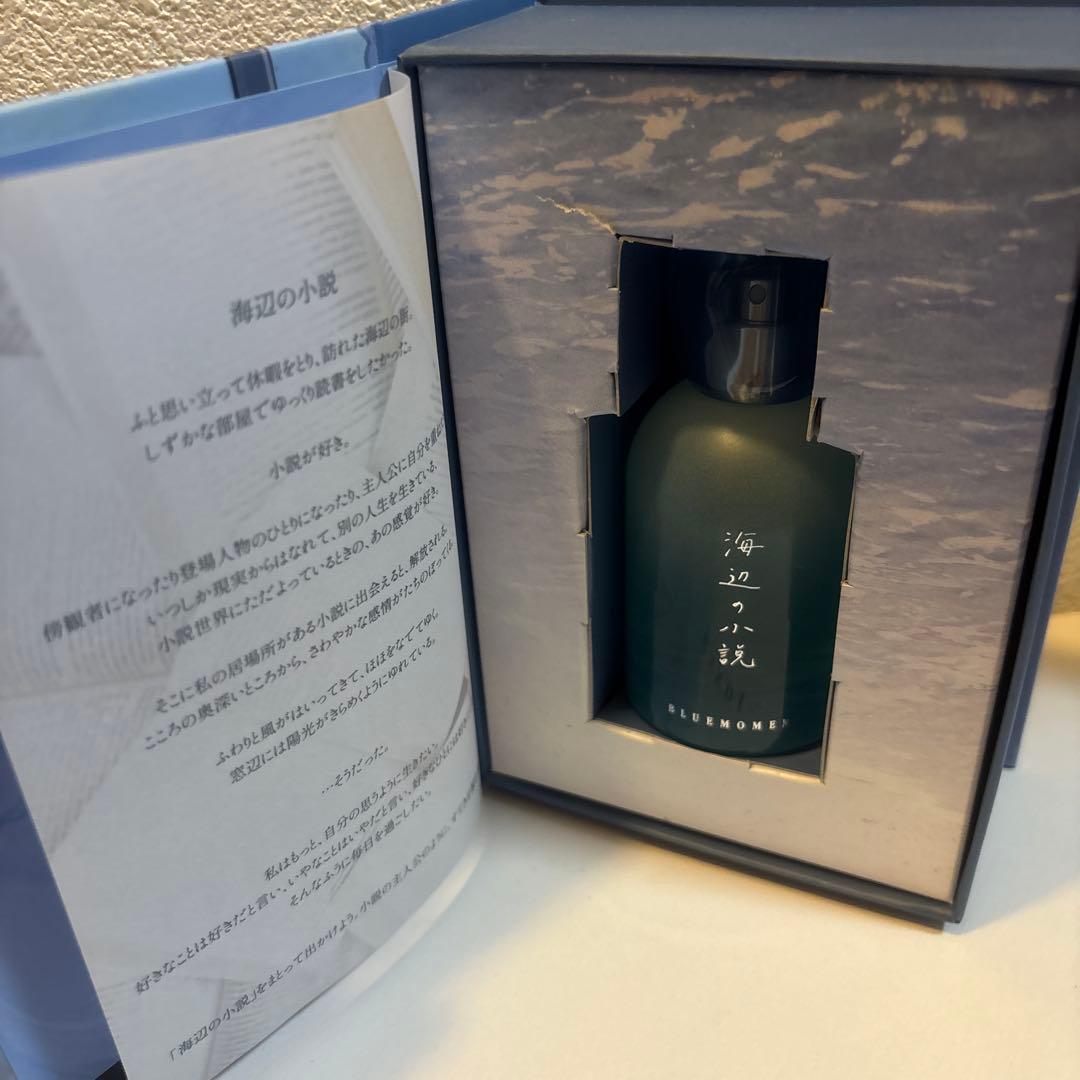 海辺の小説
ふと思い立って休暇をとり、訪れた海辺の街。
しずかな部屋でゆっくり読書をしたかった。
小説が好き。
傍観者になったり登場人物のひとりになったり、主人公に自分を重ねて
いつしか現実からはなれて、別の人生を生きている。
小説世界にただよっているときの、あの感覚が好き。
そこに私の居場所がある小説に出会えると、解放される。
こころの奥深いところから、さわやかな感情がたちのぼってくる。
ふわりと風がはいってきて、ほほをなでてゆく。
窓辺には陽光がきらめくようにゆれている。
…そうだった。
私はもっと、自分の思うように生きたい。
好きなことは好きだと言い、いやなことはいやだと言い、好きなひとには
そんなふうに毎日を過ごしたい。
「海辺の小説」をまとって出かけよう。小説の主人公のように、
海辺の小説
BLUEMOMEN